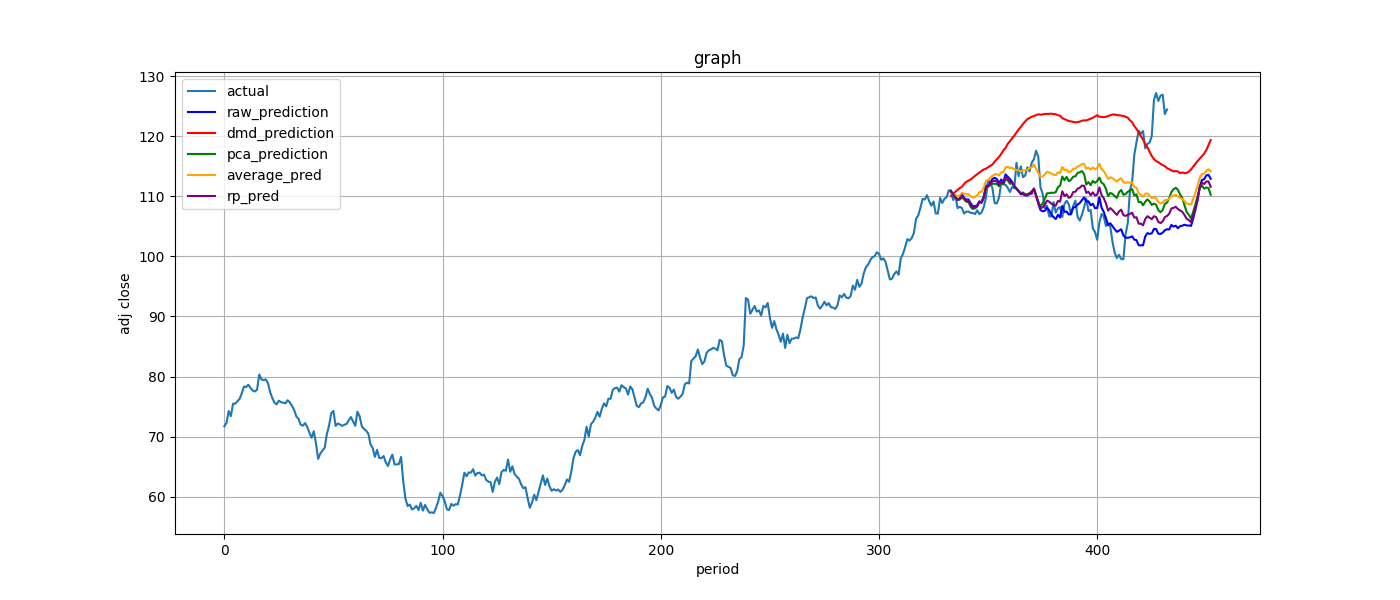 graph
130
120
110
100
90
80
70
60
adj close
actual
raw_prediction
dmd_prediction
pca_prediction
average_pred
rp_pred
0
100
200
300
400
period